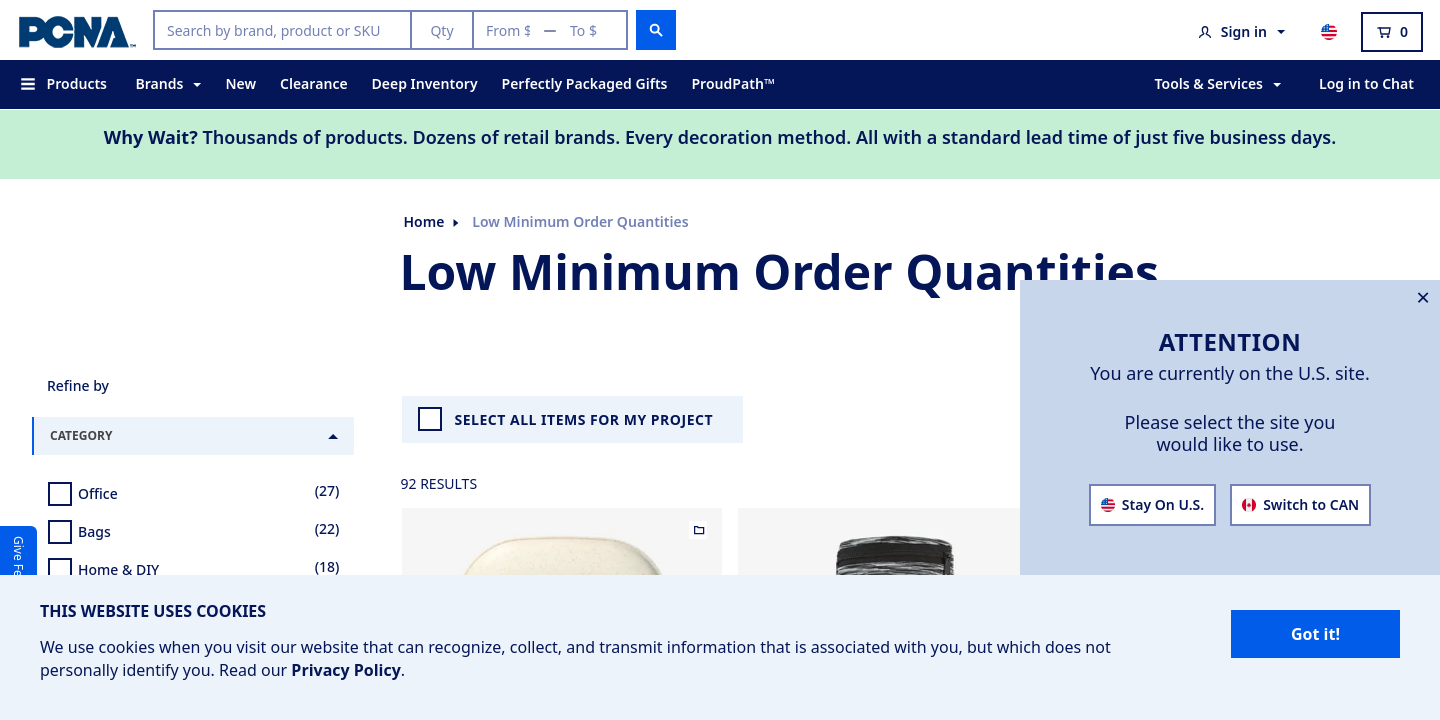 PCNA™
Search by brand, product or SKU
Qty
From $
To $
Sign in
0
Products
Brands
New
Clearance
Deep Inventory
Perfectly Packaged Gifts
ProudPath™
Tools & Services
Log in to Chat
Why Wait? Thousands of products. Dozens of retail brands. Every decoration method. All with a standard lead time of just five business days.
Home
Low Minimum Order Quantities
Low Minimum Order Quantities
ATTENTION
You are currently on the U.S. site.
Please select the site you
would like to use.
Stay On U.S.
Switch to CAN
Refine by
CATEGORY
SELECT ALL ITEMS FOR MY PROJECT
92 RESULTS
Office
(27)
Bags
(22)
Home & DIY
(18)
Give Fe
THIS WEBSITE USES COOKIES
We use cookies when you visit our website that can recognize, collect, and transmit information that is associated with you, but which does not
personally identify you. Read our Privacy Policy.
Got it!